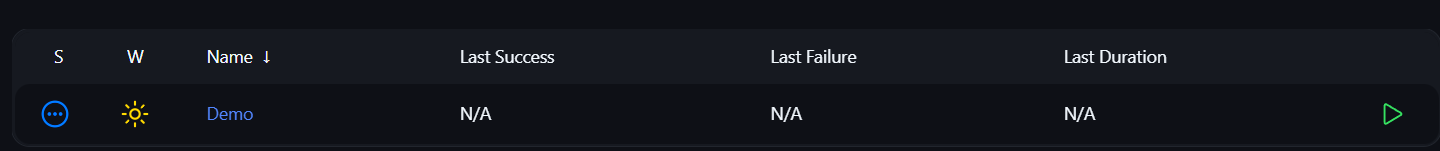 S W Name ↓ Last Success Last Failure Last Duration
Demo N/A N/A N/A